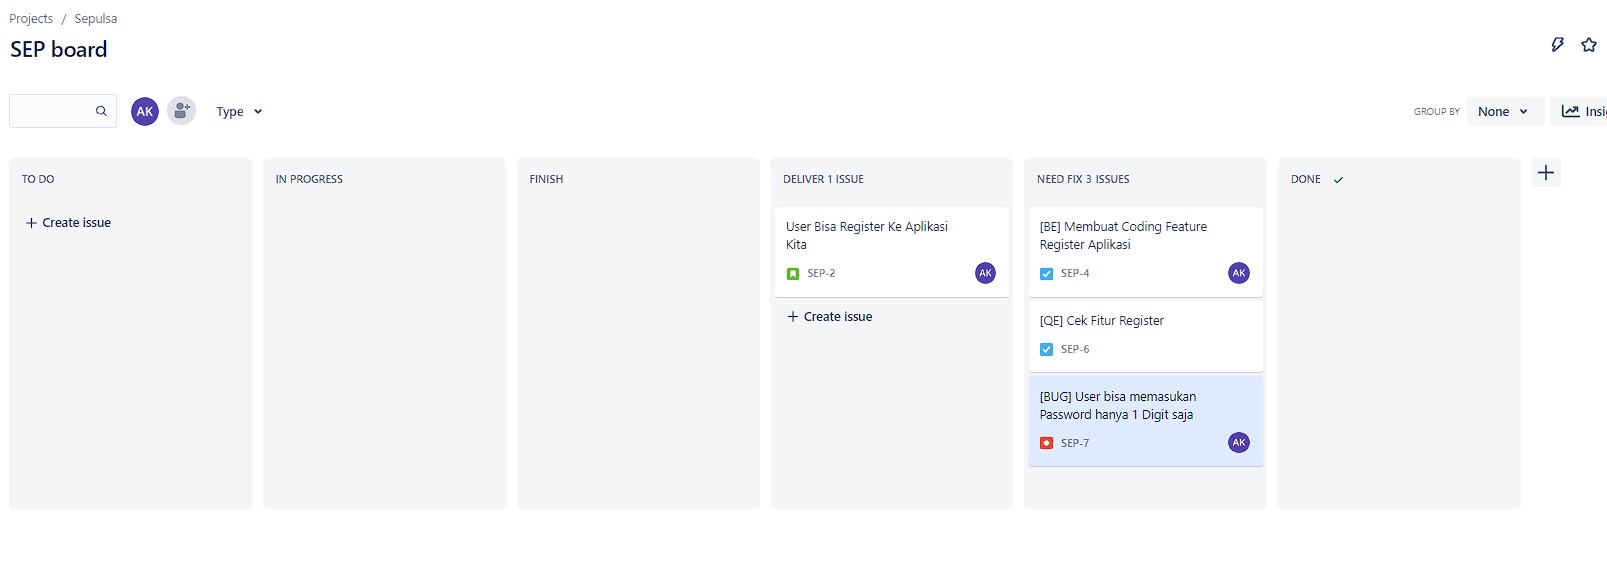 Projects / Sepulsa
SEP board
AK
Type
GROUP BY
None
TO DO
Create issue
IN PROGRESS
FINISH
DELIVER 1 ISSUE
User Bisa Register Ke Aplikasi
Kita
SEP-2
AK
Create issue
NEED FIX 3 ISSUES
[BE] Membuat Coding Feature
Register Aplikasi
SEP-4
AK
[QE] Cek Fitur Register
SEP-6
[BUG] User bisa memasukan
Password hanya 1 Digit saja
SEP-7
AK
DONE